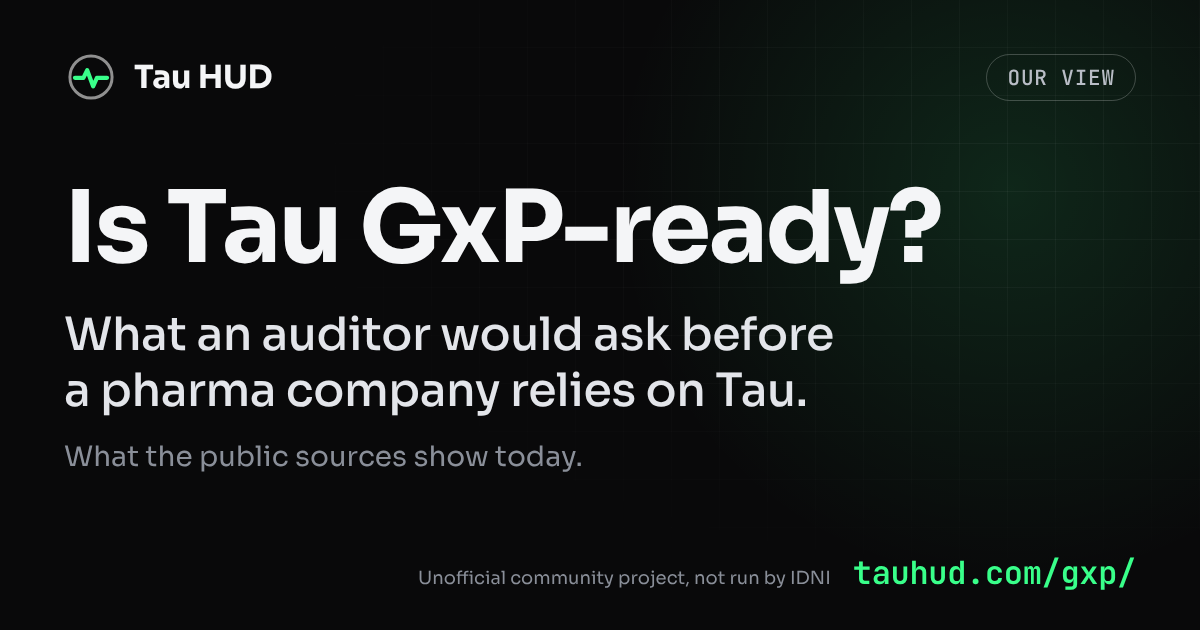 Tau HUD
OUR VIEW
Is Tau GxP-ready?
What an auditor would ask before
a pharma company relies on Tau.
What the public sources show today.
Unofficial community project, not run by IDNI
tauhud.com/gxp/